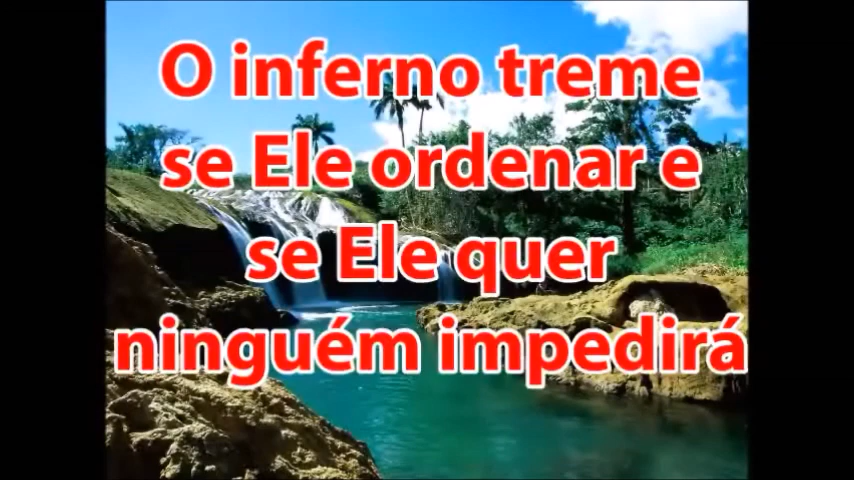 O inferno treme
se Ele ordenar e
se Ele quer
ninguém impedirá